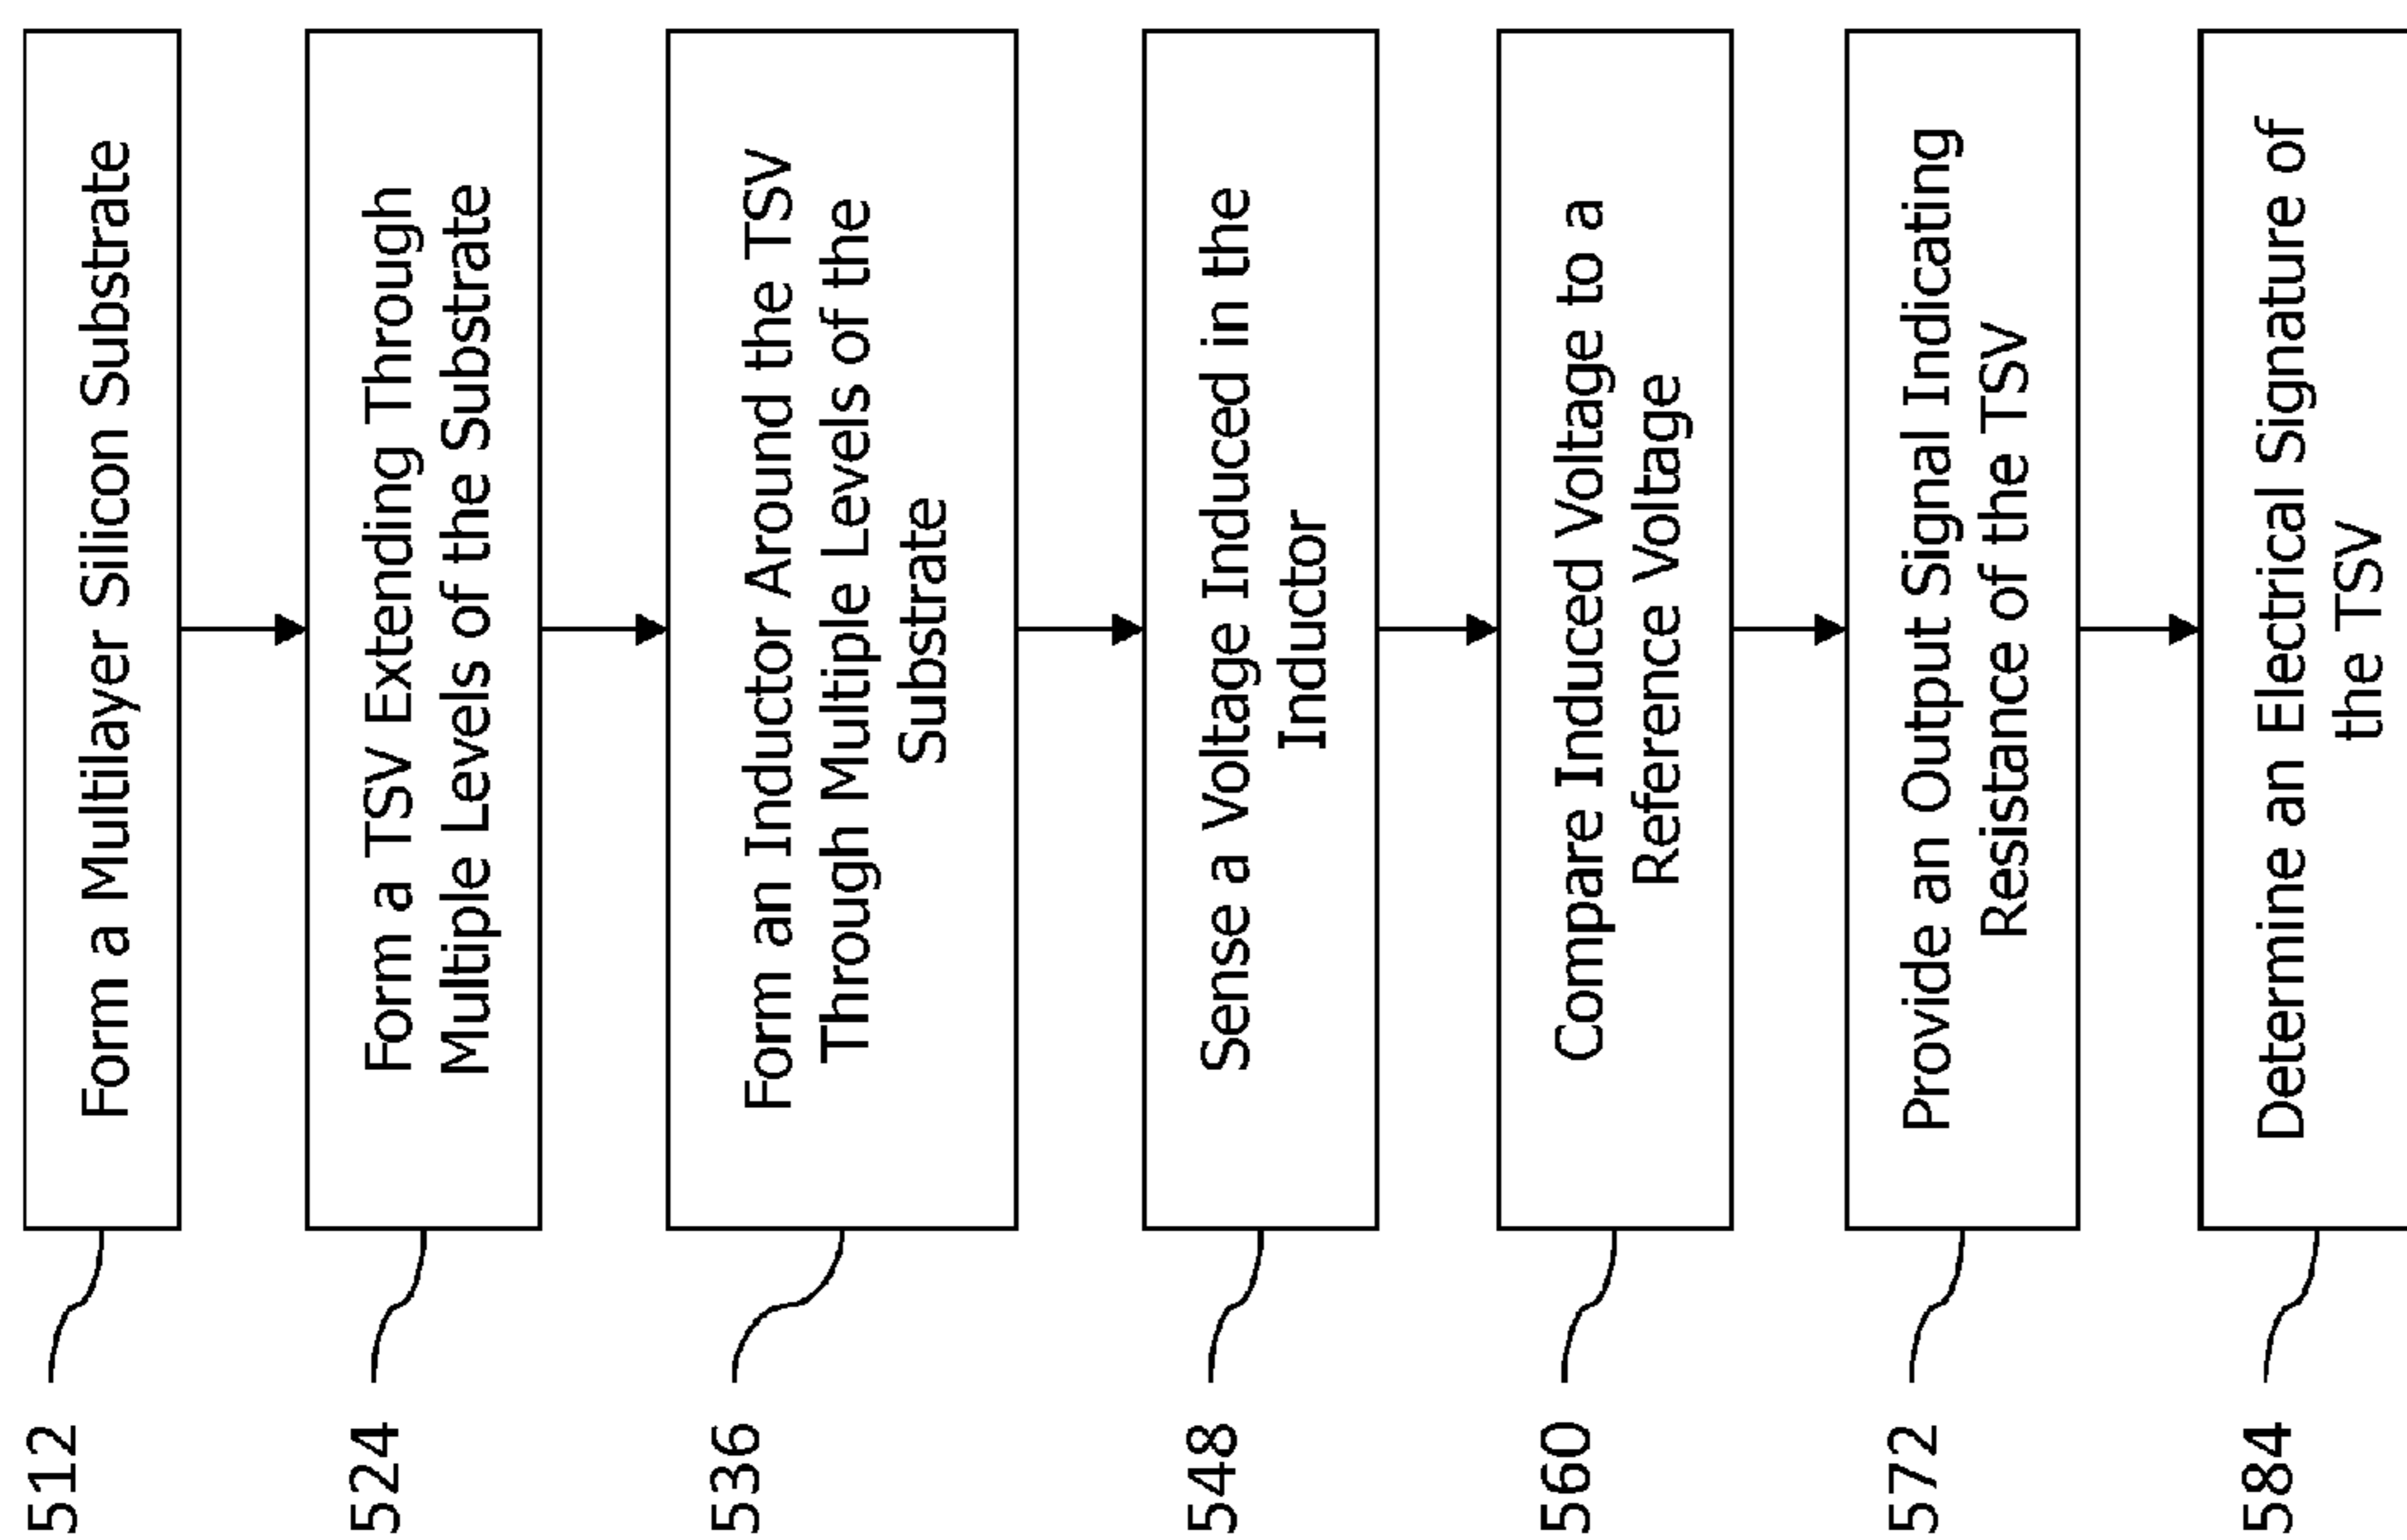 512
Form a Multilayer Silicon Substrate
524
Form a TSV Extending Through
Multiple Levels of the Substrate
536
Form an Inductor Around the TSV
Through Multiple Levels of the
Substrate
548
Sense a Voltage Induced in the
Inductor
560
Compare Induced Voltage to a
Reference Voltage
572
Provide an Output Signal Indicating
Resistance of the TSV
584
Determine an Electrical Signature of
the TSV